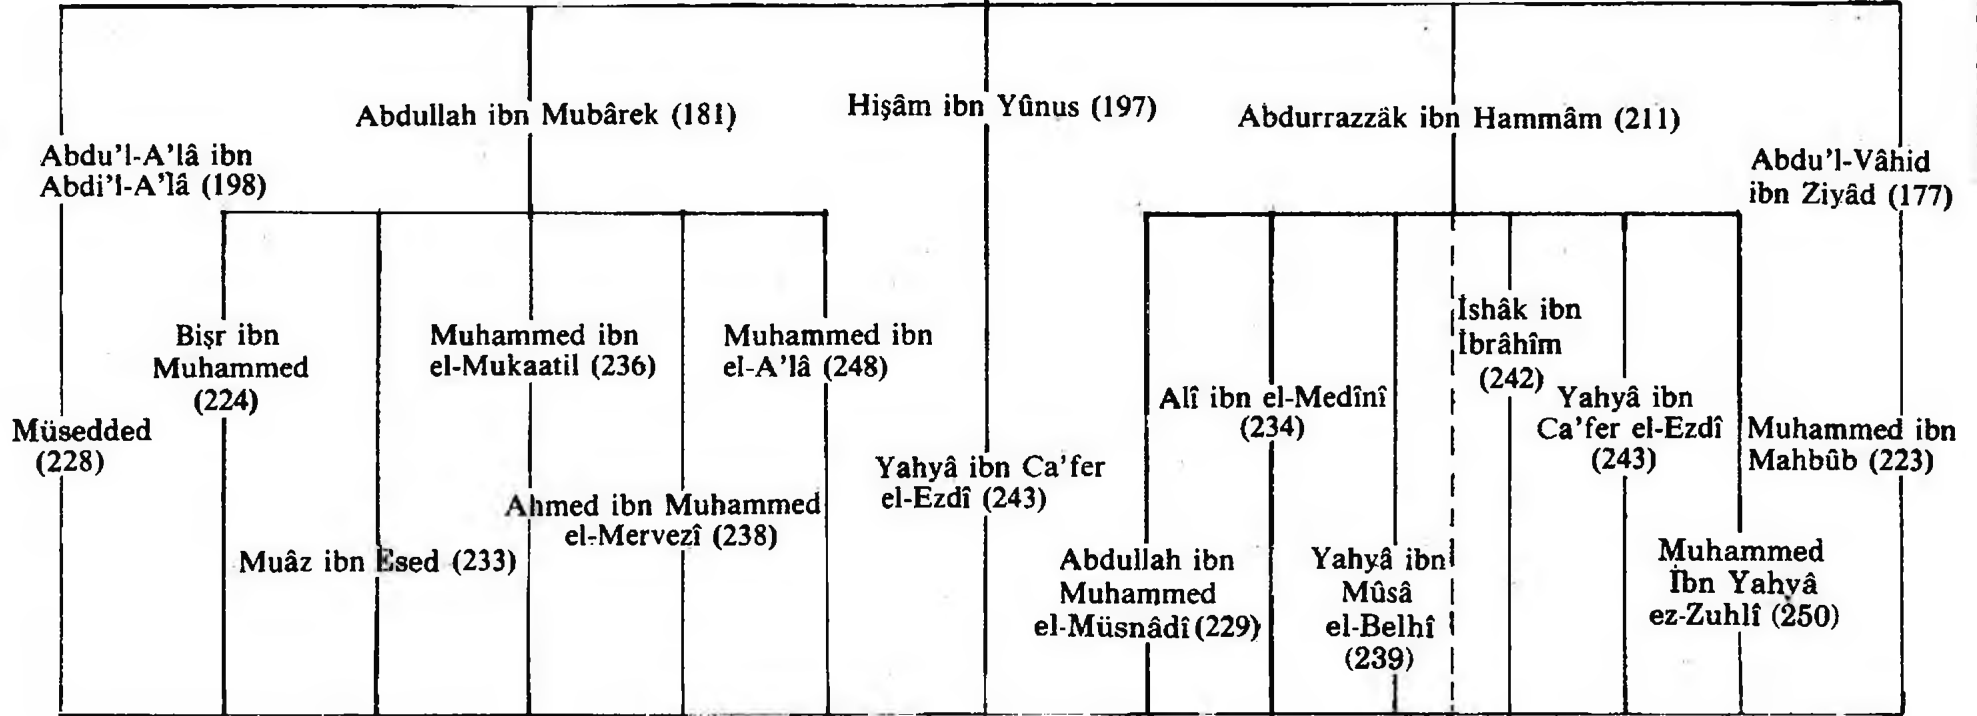 Abdullah ibn Mubârek (181)
Hişâm ibn Yûnus (197)
Abdurrazzâk ibn Hammâm (211)
Abdu'l-A'lâ ibn
Abdi'l-A'lâ (198)
Abdu'l-Vâhid
ibn Ziyâd (177)
Müsedded
(228)
Bişr ibn
Muhammed
(224)
Muâz ibn Esed (233)
Muhammed ibn
el-Mukaatil (236)
Ahmed ibn Muhammed
el-Mervezî (238)
Muhammed ibn
el-A'lâ (248)
Yahyâ ibn Ca'fer
el-Ezdî (243)
Abdullah ibn
Muhammed
el-Müsnâdî (229)
Alî ibn el-Medînî
(234)
Yahyâ ibn
Mûsâ
el-Belhî
(239)
İshâk ibn
İbrâhîm
(242)
Yahyâ ibn
Ca'fer el-Ezdî
(243)
Muhammed
İbn Yahyâ
ez-Zuhlî (250)
Muhammed ibn
Mahbûb (223)